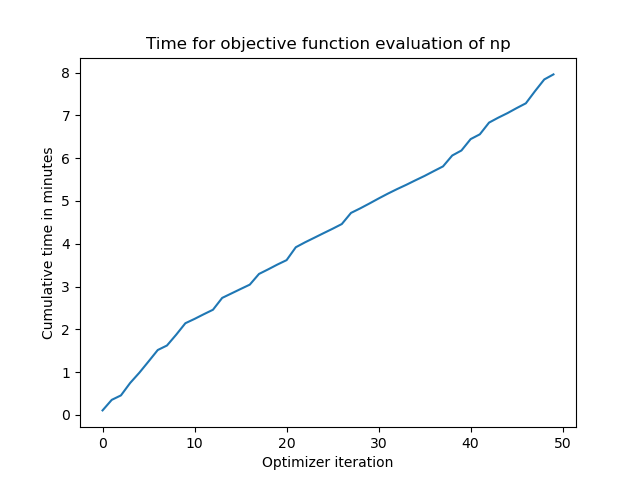 Time for objective function evaluation of np
Cumulative time in minutes
8
7
6
5
4
3
2
1
0
0 10 20 30 40 50
Optimizer iteration